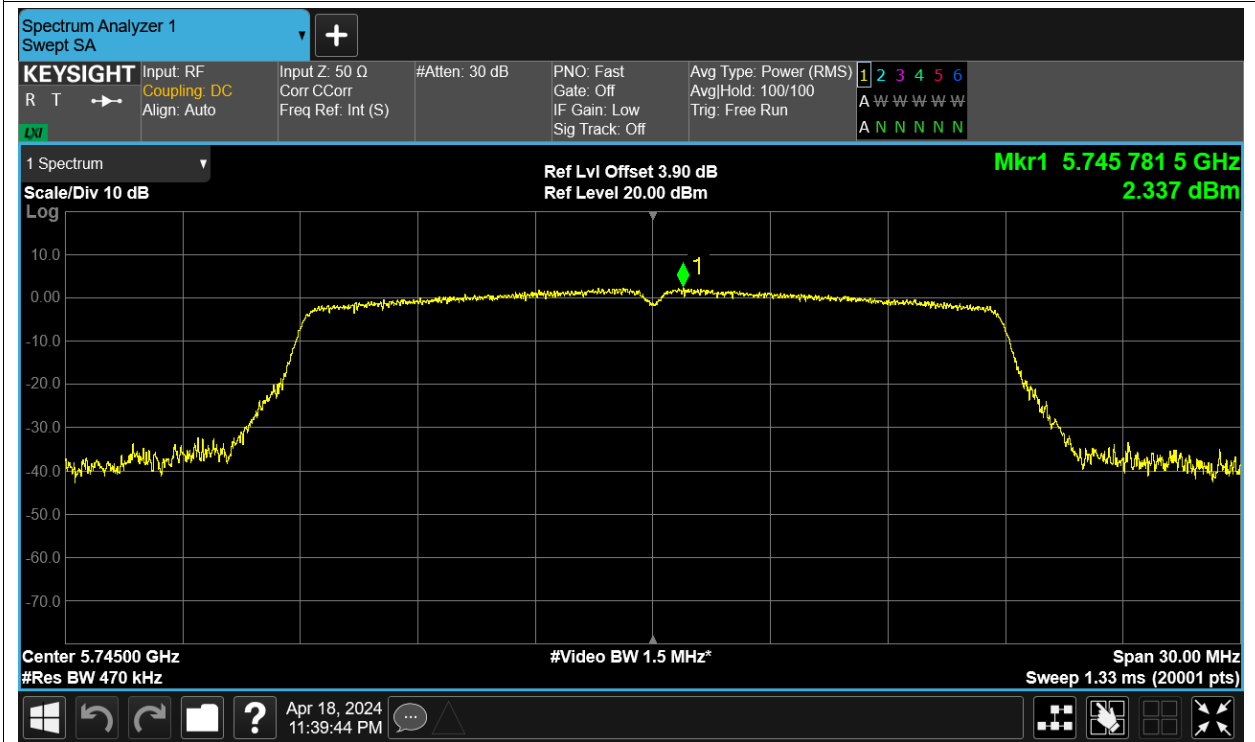 Spectrum Analyzer 1
Swept SA
KEYSIGHT
R T
LXI
Input: RF
Coupling: DC
Align: Auto
Input Z: 50 Ω
Corr CCorr
Freq Ref: Int (S)
#Atten: 30 dB
PNO: Fast
Gate: Off
IF Gain: Low
Sig Track: Off
Avg Type: Power (RMS)
Avg|Hold: 100/100
Trig: Free Run
1 2 3 4 5 6
A W W W W W
A N N N N N
1 Spectrum
Scale/Div 10 dB
Log
Ref Lvl Offset 3.90 dB
Ref Level 20.00 dBm
Mkr1 5.745 781 5 GHz
2.337 dBm
1
10.0
0.00
-10.0
-20.0
-30.0
-40.0
-50.0
-60.0
-70.0
Center 5.74500 GHz
#Res BW 470 kHz
#Video BW 1.5 MHz*
Span 30.00 MHz
Sweep 1.33 ms (20001 pts)
?
Apr 18, 2024
11:39:44 PM